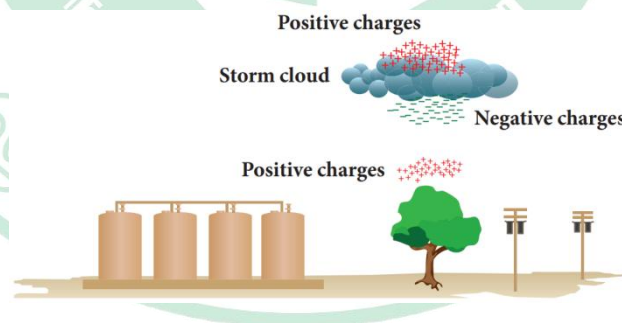 Positive charges
Storm cloud
Negative charges
Positive charges